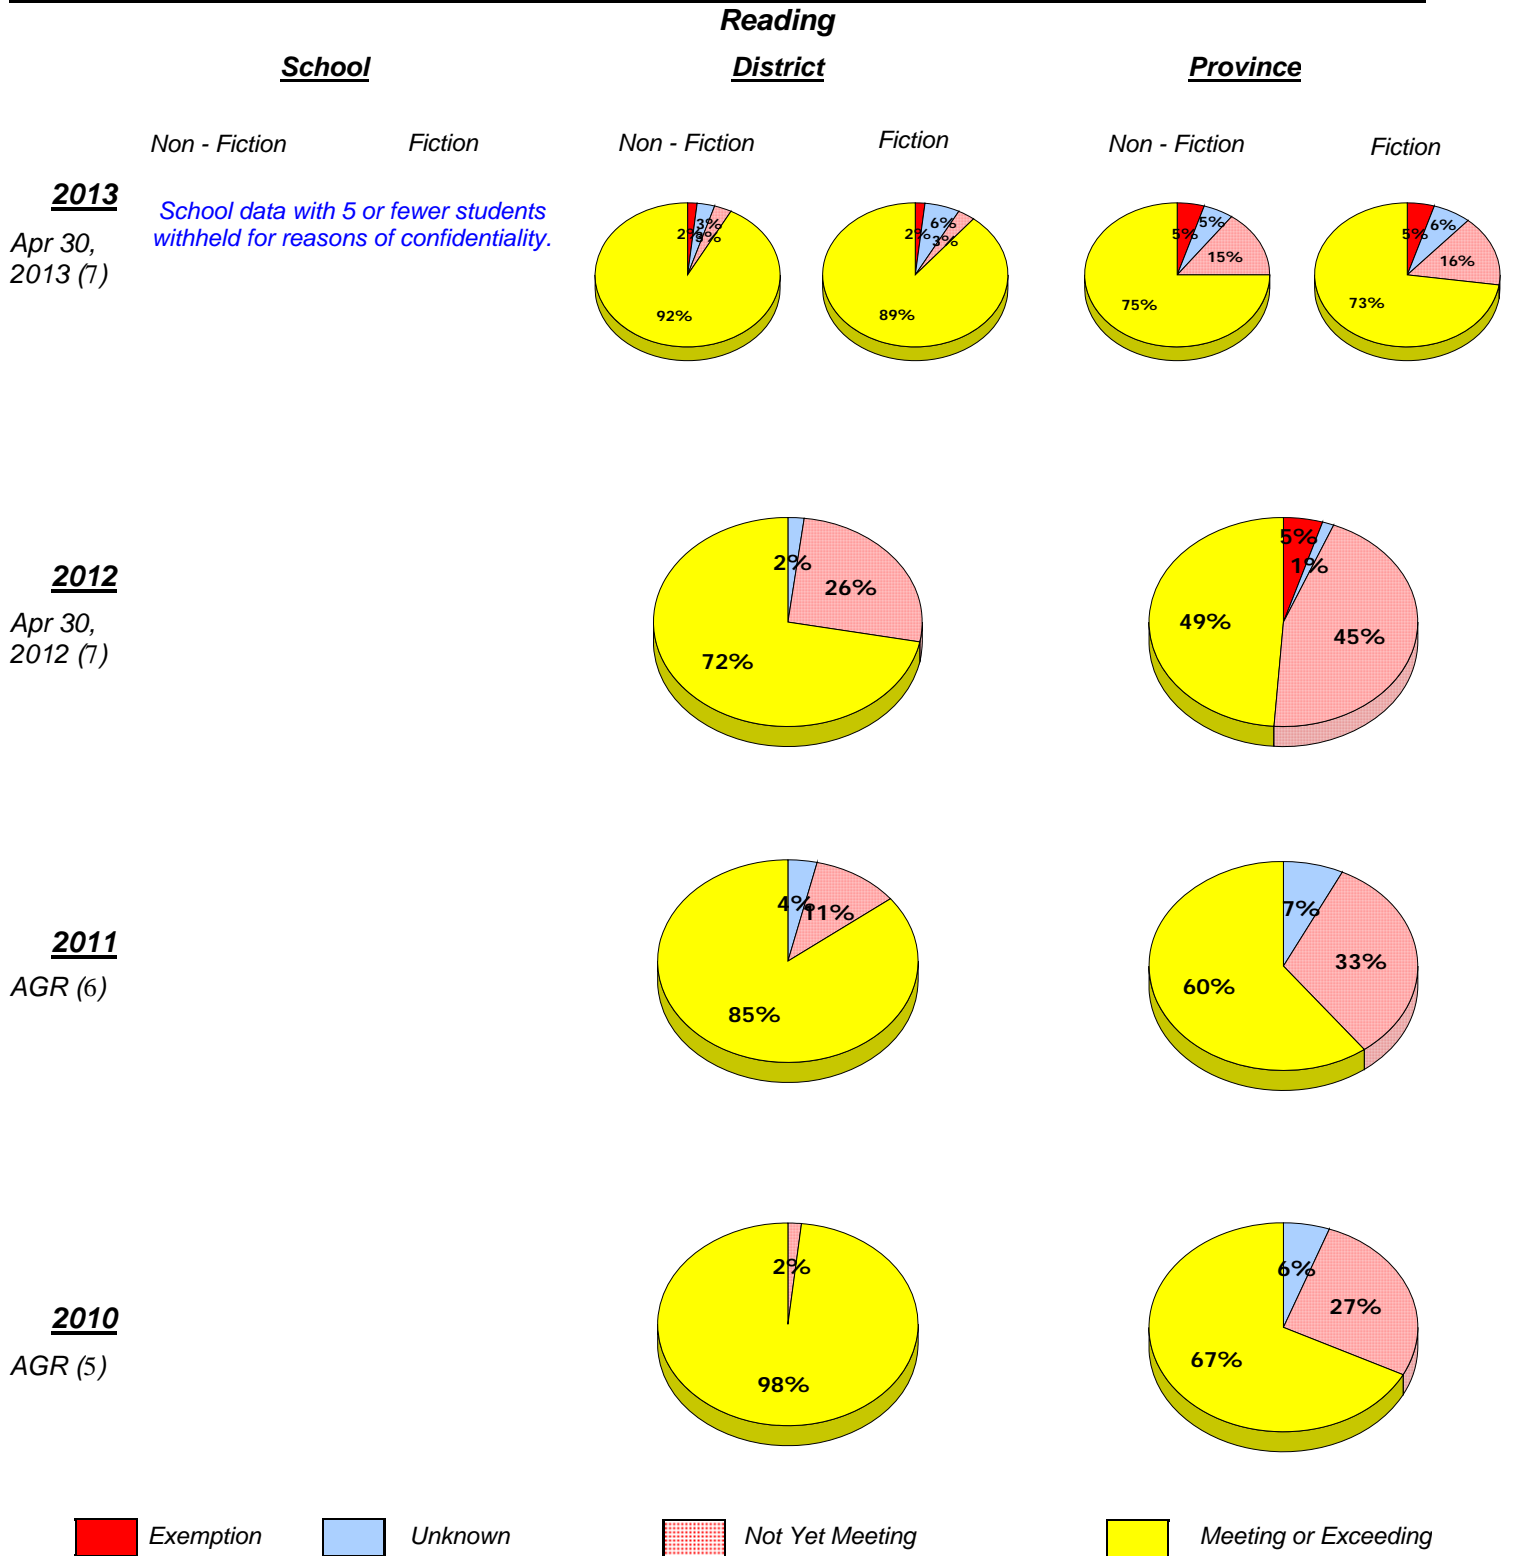 Reading
School District Province
Non - Fiction Fiction Non - Fiction Fiction Non - Fiction Fiction
2013
Apr 30,
2013 (7)
School data with 5 or fewer students
withheld for reasons of confidentiality.
2% 3% 3% 92%
2% 6% 3% 89%
5% 5% 15% 75%
5% 6% 16% 73%
2012
Apr 30,
2012 (7)
2% 26% 72%
5% 1% 45% 49%
2011
AGR (6)
4% 11% 85%
7% 33% 60%
2010
AGR (5)
2% 98%
6% 27% 67%
Exemption Unknown Not Yet Meeting Meeting or Exceeding